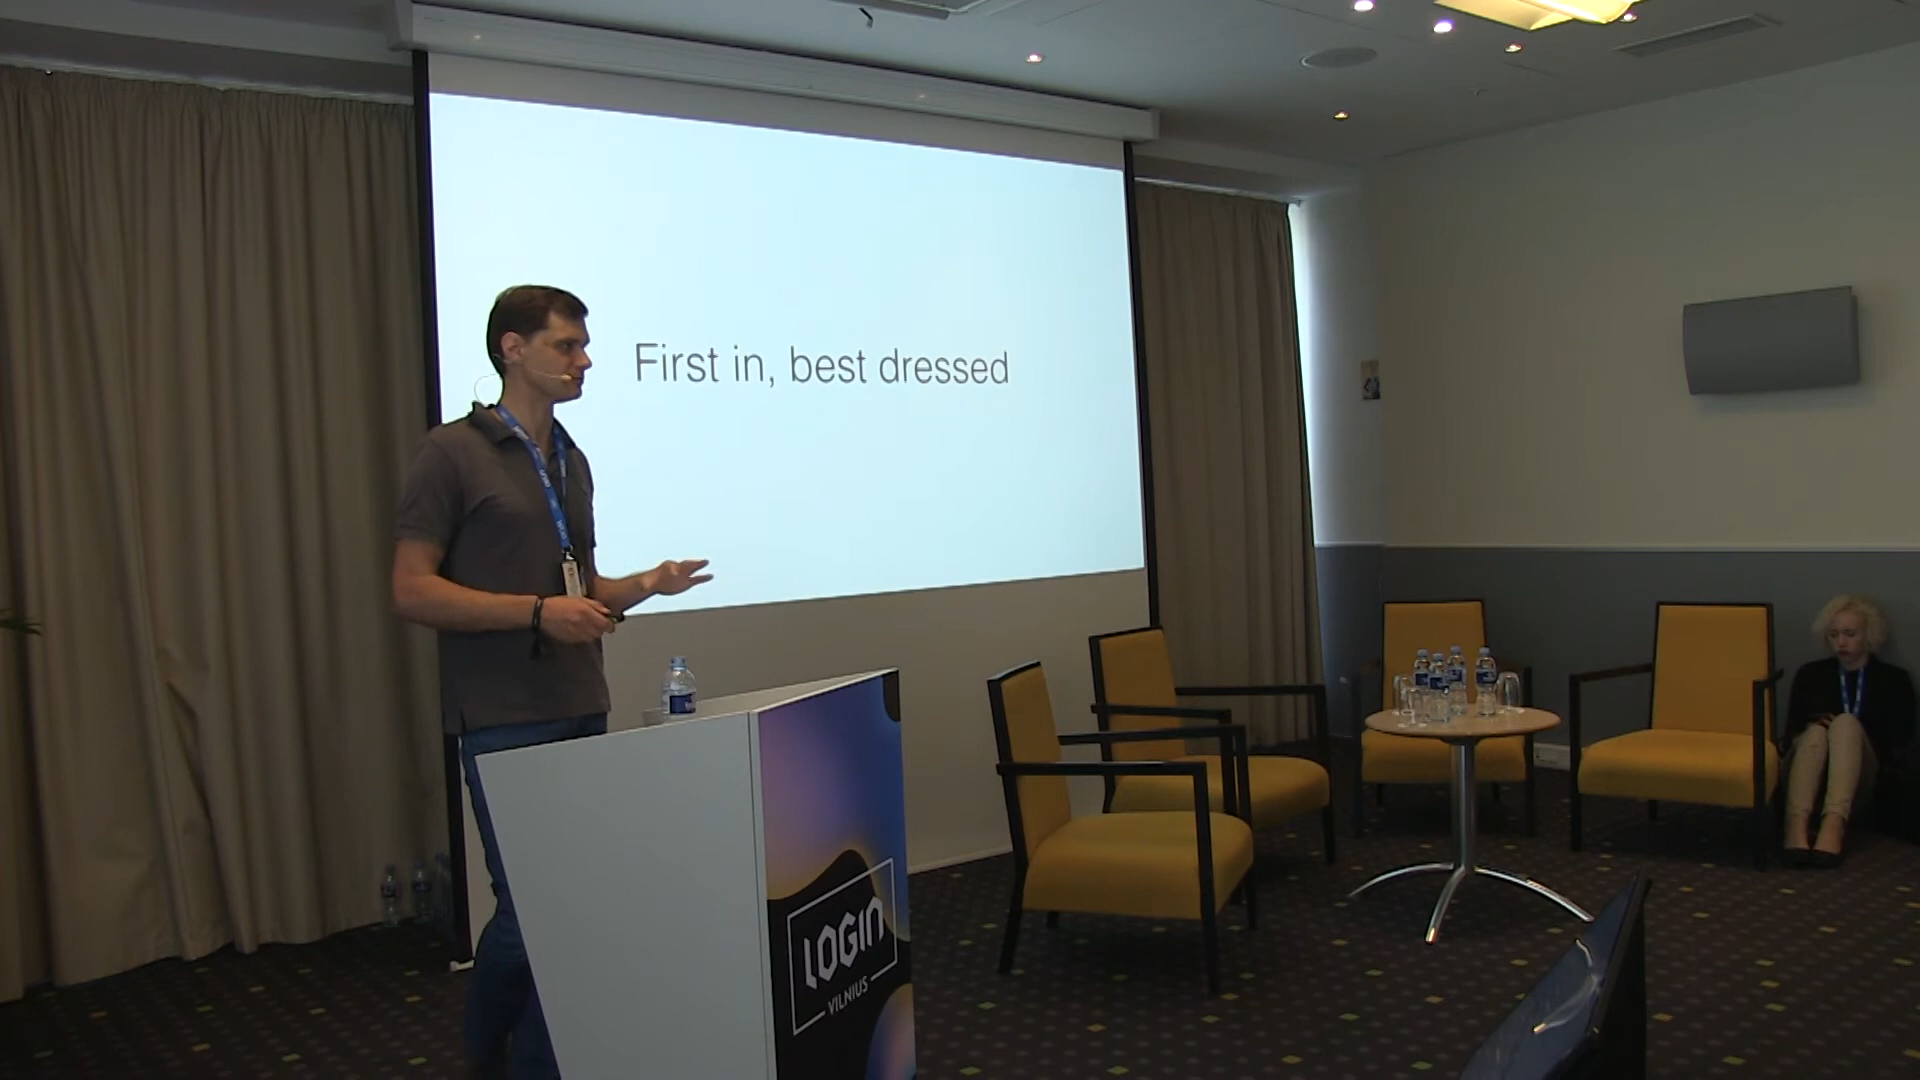 First in, best dressed
LOGIN
VILNIUS